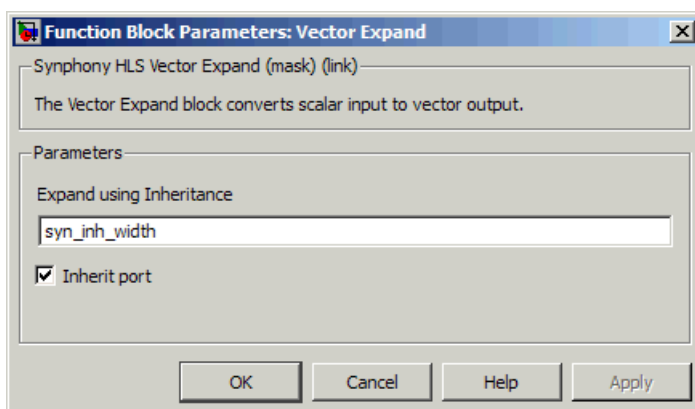 Function Block Parameters: Vector Expand
Synphony HLS Vector Expand (mask) (link)
The Vector Expand block converts scalar input to vector output.
Parameters
Expand using Inheritance
syn_inh_width
Inherit port
OK Cancel Help Apply